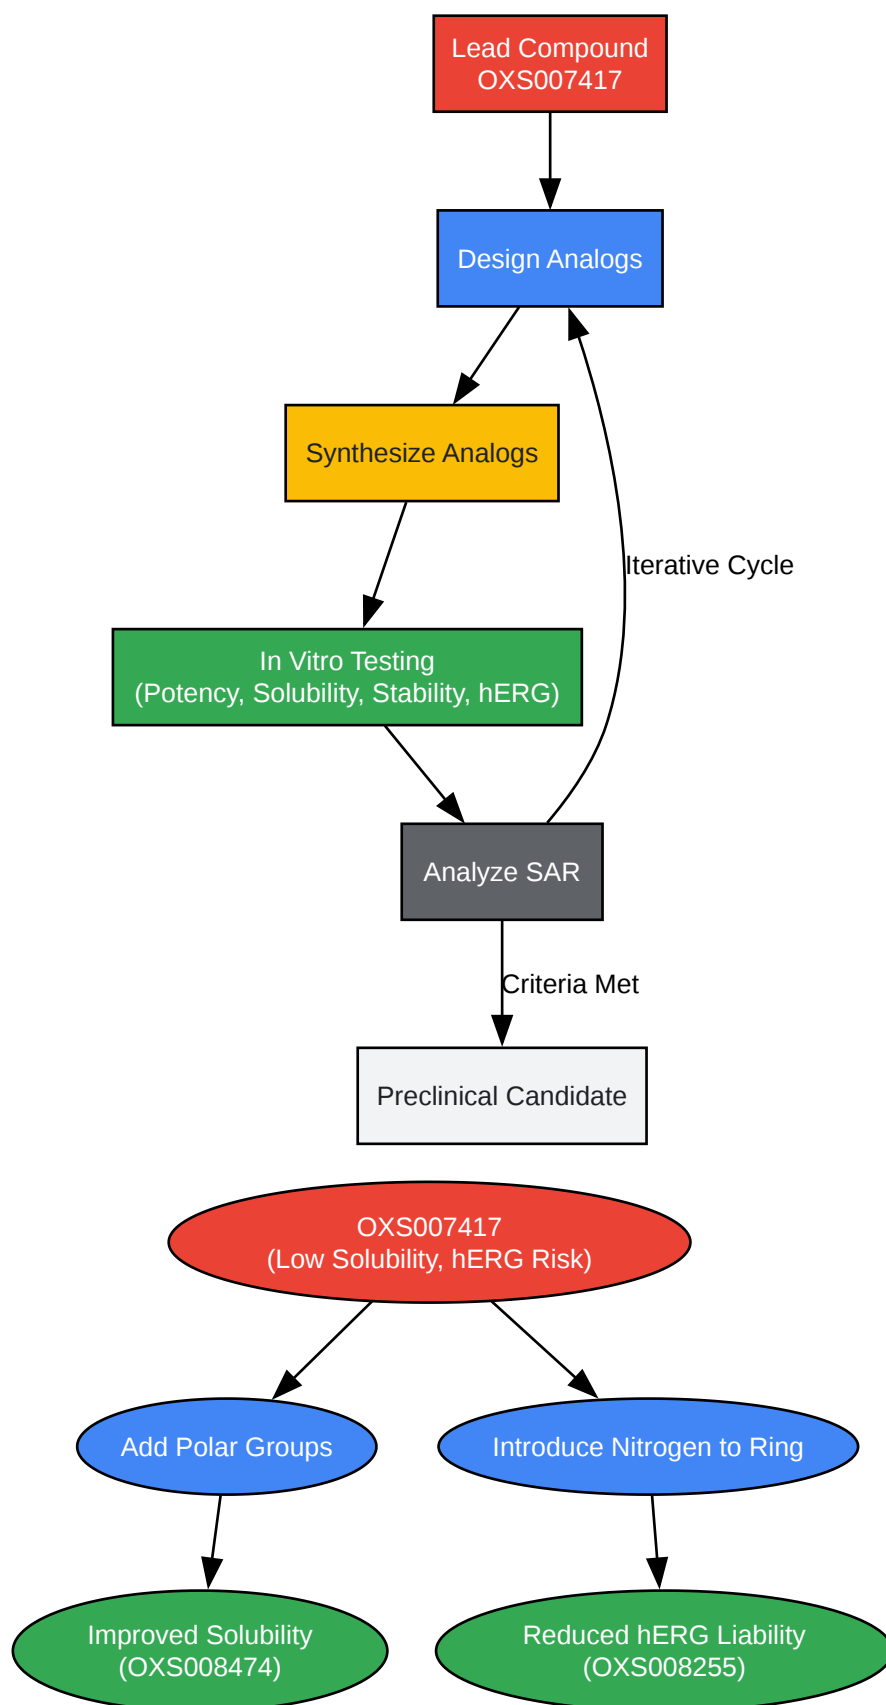 Lead Compound
OXS007417
Design Analogs
Synthesize Analogs
Iterative Cycle
In Vitro Testing
(Potency, Solubility, Stability, hERG)
Analyze SAR
Criteria Met
Preclinical Candidate
OXS007417
(Low Solubility, hERG Risk)
Add Polar Groups
Introduce Nitrogen to Ring
Improved Solubility
(OXS008474)
Reduced hERG Liability
(OXS008255)